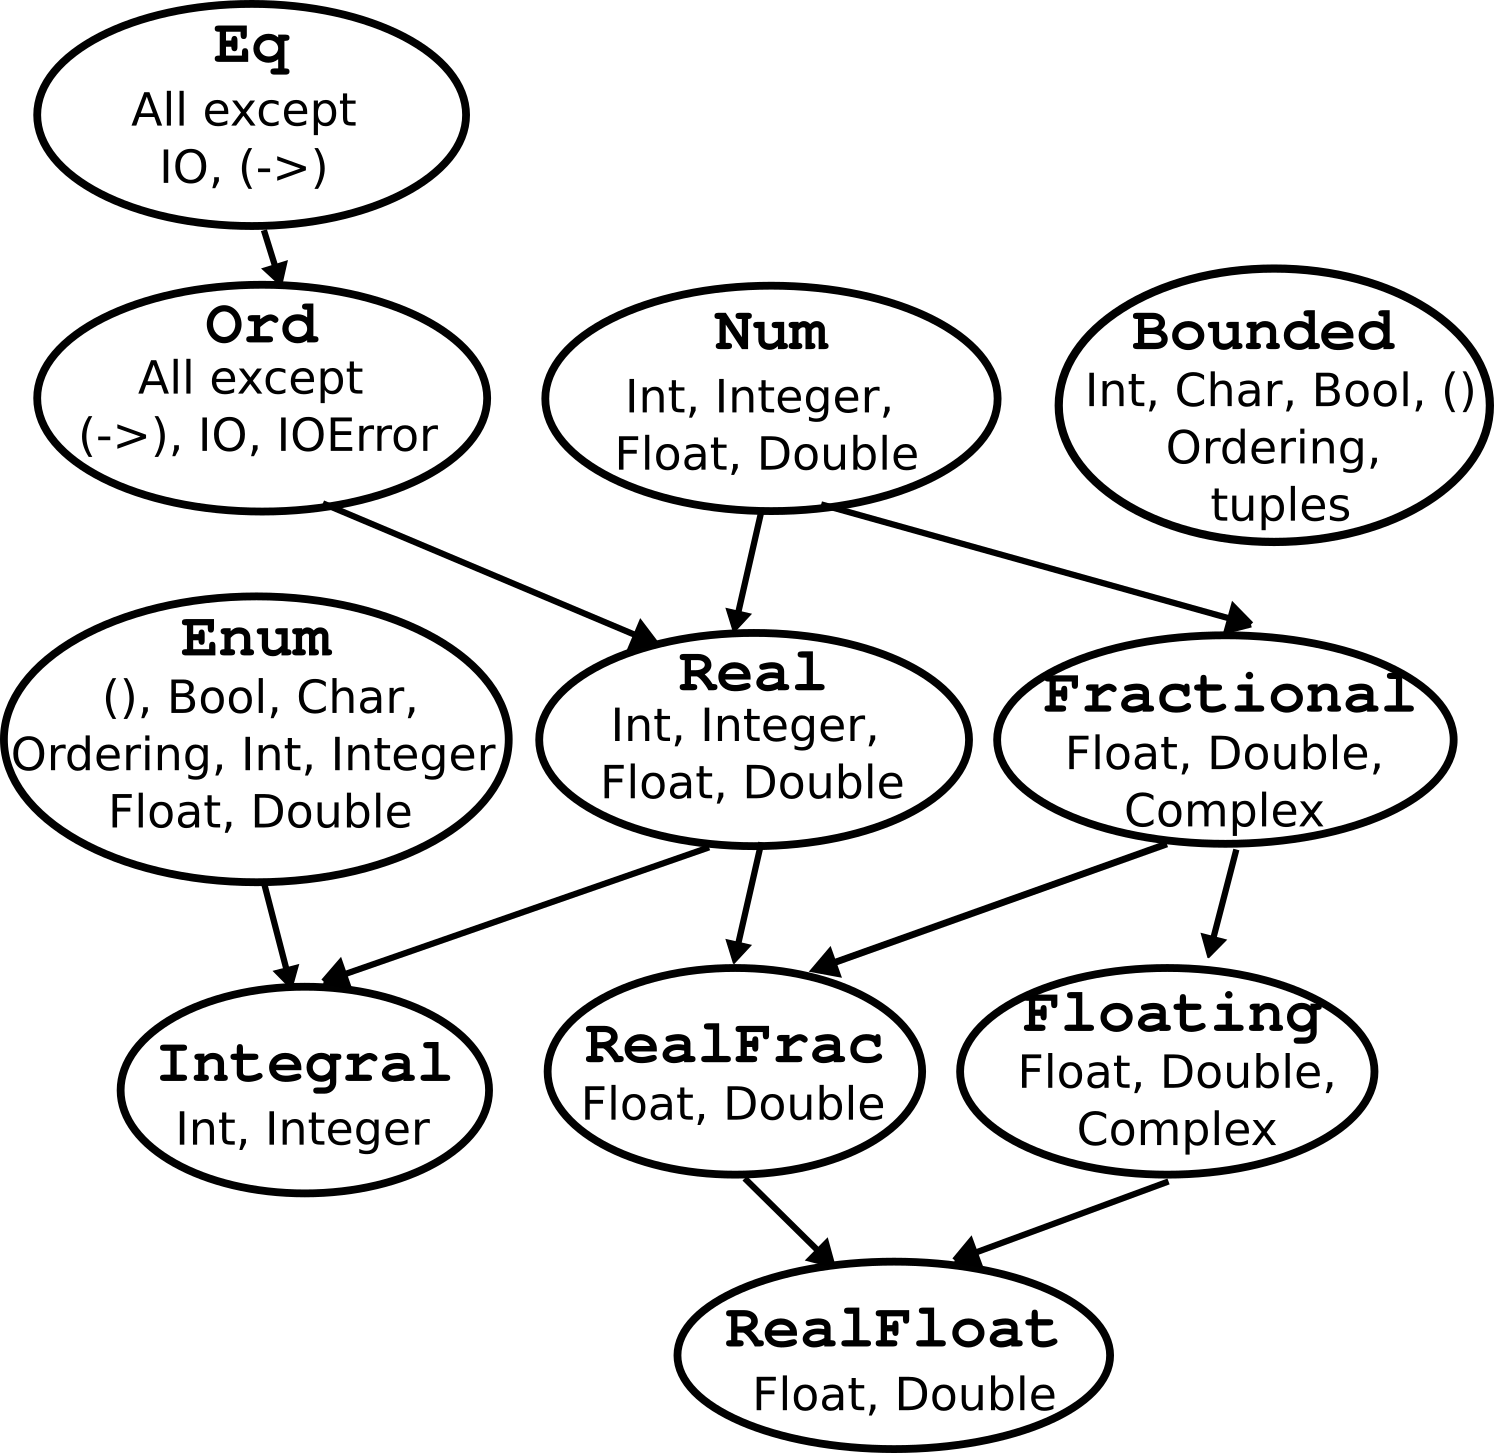 Eq
All except
IO, (->)
Ord
All except
(->), IO, IOError
Num
Int, Integer,
Float, Double
Bounded
Int, Char, Bool, ()
Ordering,
tuples
Enum
(), Bool, Char,
Ordering, Int, Integer
Float, Double
Real
Int, Integer,
Float, Double
Fractional
Float, Double,
Complex
Integral
Int, Integer
RealFrac
Float, Double
Floating
Float, Double,
Complex
RealFloat
Float, Double